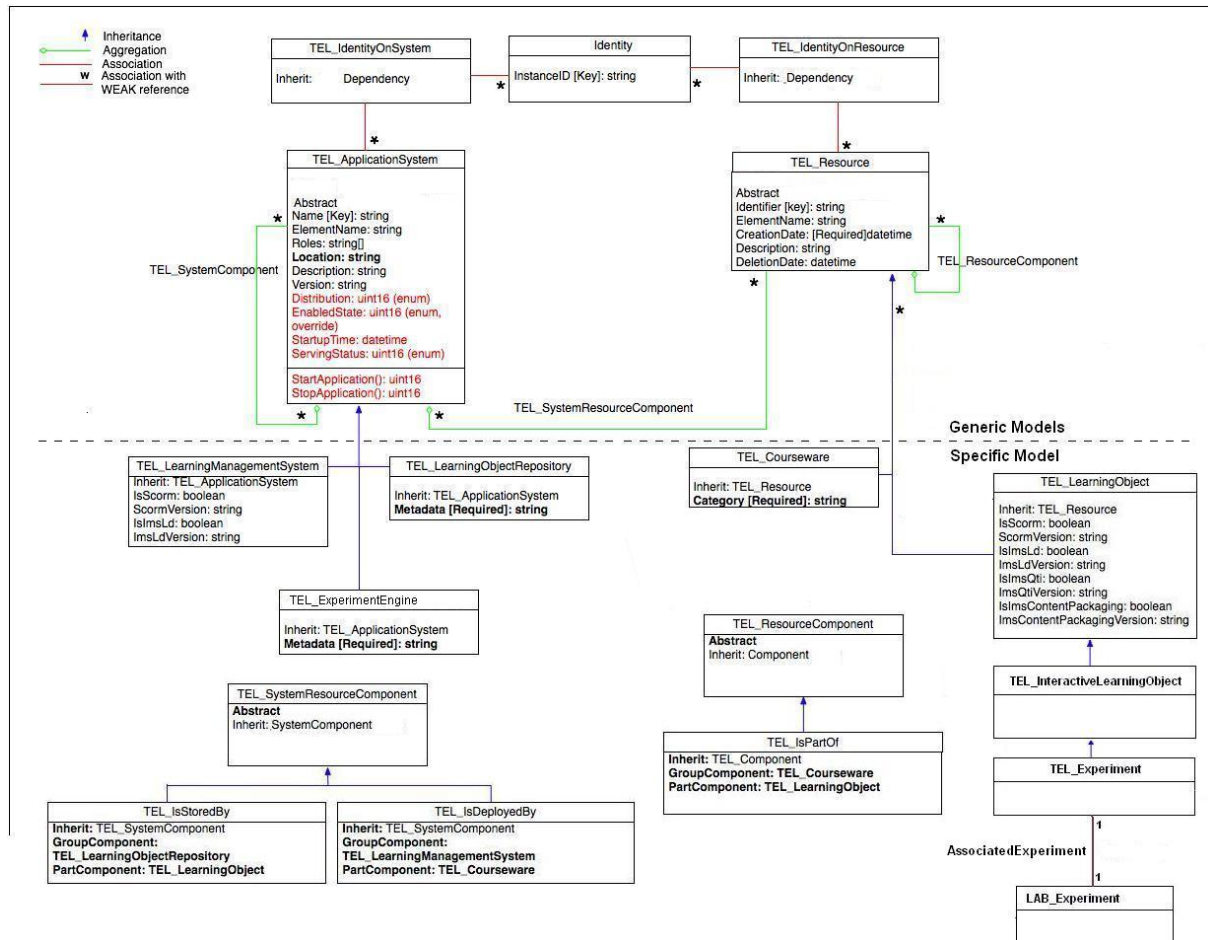 Inheritance
Aggregation
Association
w Association with
WEAK reference
TEL_IdentityOnSystem
Inherit: Dependency
Identity
InstanceID [Key]: string
TEL_IdentityOnResource
Inherit: Dependency
*
*
*
*
TEL_ApplicationSystem
Abstract
Name [Key]: string
ElementName: string
Roles: string[]
Location: string
Description: string
Version: string
Distribution: uint16 (enum)
EnabledState: uint16 (enum,
override)
StartupTime: datetime
ServingStatus: uint16 (enum)
StartApplication(): uint16
StopApplication(): uint16
*
TEL_SystemComponent
*
TEL_Resource
Abstract
Identifier [key]: string
ElementName: string
CreationDate: [Required]datetime
Description: string
DeletionDate: datetime
*
TEL_ResourceComponent
*
*
TEL_SystemResourceComponent
*
Generic Models
Specific Model
TEL_LearningManagementSystem
Inherit: TEL_ApplicationSystem
IsScorm: boolean
ScormVersion: string
IsImsLd: boolean
ImsLdVersion: string
TEL_LearningObjectRepository
Inherit: TEL_ApplicationSystem
Metadata [Required]: string
TEL_Courseware
Inherit: TEL_Resource
Category [Required]: string
TEL_LearningObject
Inherit: TEL_Resource
IsScorm: boolean
ScormVersion: string
IsImsLd: boolean
ImsLdVersion: string
IsImsQti: boolean
ImsQtiVersion: string
IsImsContentPackaging: boolean
ImsContentPackagingVersion: string
TEL_ExperimentEngine
Inherit: TEL_ApplicationSystem
Metadata [Required]: string
TEL_ResourceComponent
Abstract
Inherit: Component
TEL_InteractiveLearningObject
TEL_SystemResourceComponent
Abstract
Inherit: SystemComponent
TEL_IsPartOf
Inherit: TEL_Component
GroupComponent: TEL_Courseware
PartComponent: TEL_LearningObject
TEL_Experiment
TEL_IsStoredBy
Inherit: TEL_SystemComponent
GroupComponent:
TEL_LearningObjectRepository
PartComponent: TEL_LearningObject
TEL_IsDeployedBy
Inherit: TEL_SystemComponent
GroupComponent:
TEL_LearningManagementSystem
PartComponent: TEL_Courseware
1
AssociatedExperiment
1
LAB_Experiment